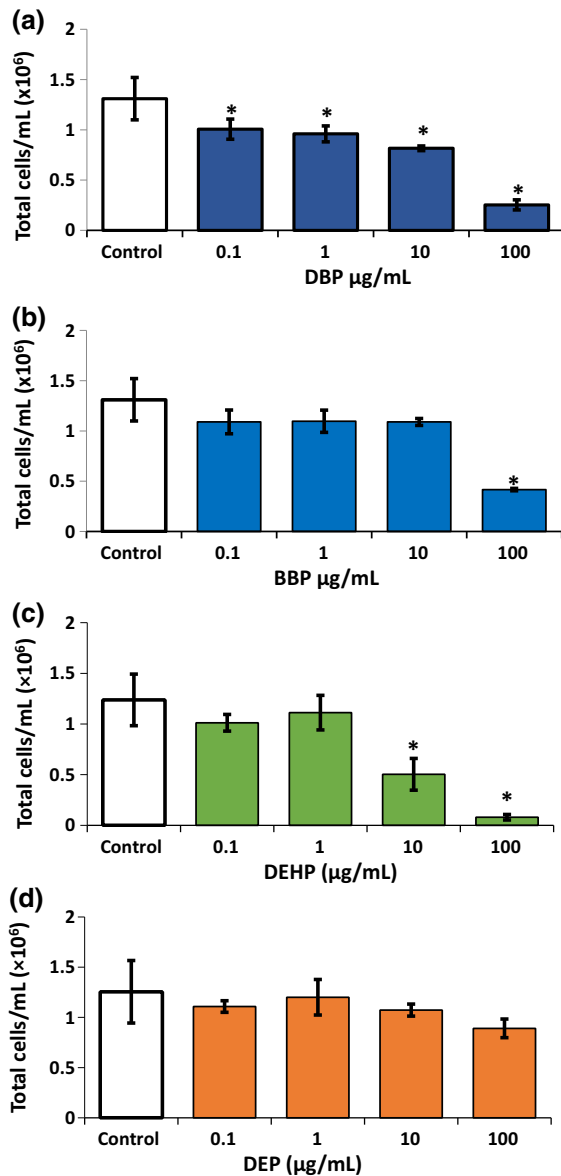 (a)
Total cells/mL (x10⁶)
2
1.5
1
0.5
0
* * * *
Control 0.1 1 10 100
DBP µg/mL
(b)
Total cells/mL (x10⁶)
2
1.5
1
0.5
0
*
Control 0.1 1 10 100
BBP µg/mL
(c)
Total cells/mL (×10⁶)
2
1.5
1
0.5
0
* *
Control 0.1 1 10 100
DEHP (µg/mL)
(d)
Total cells/mL (×10⁶)
2
1.5
1
0.5
0
Control 0.1 1 10 100
DEP (µg/mL)